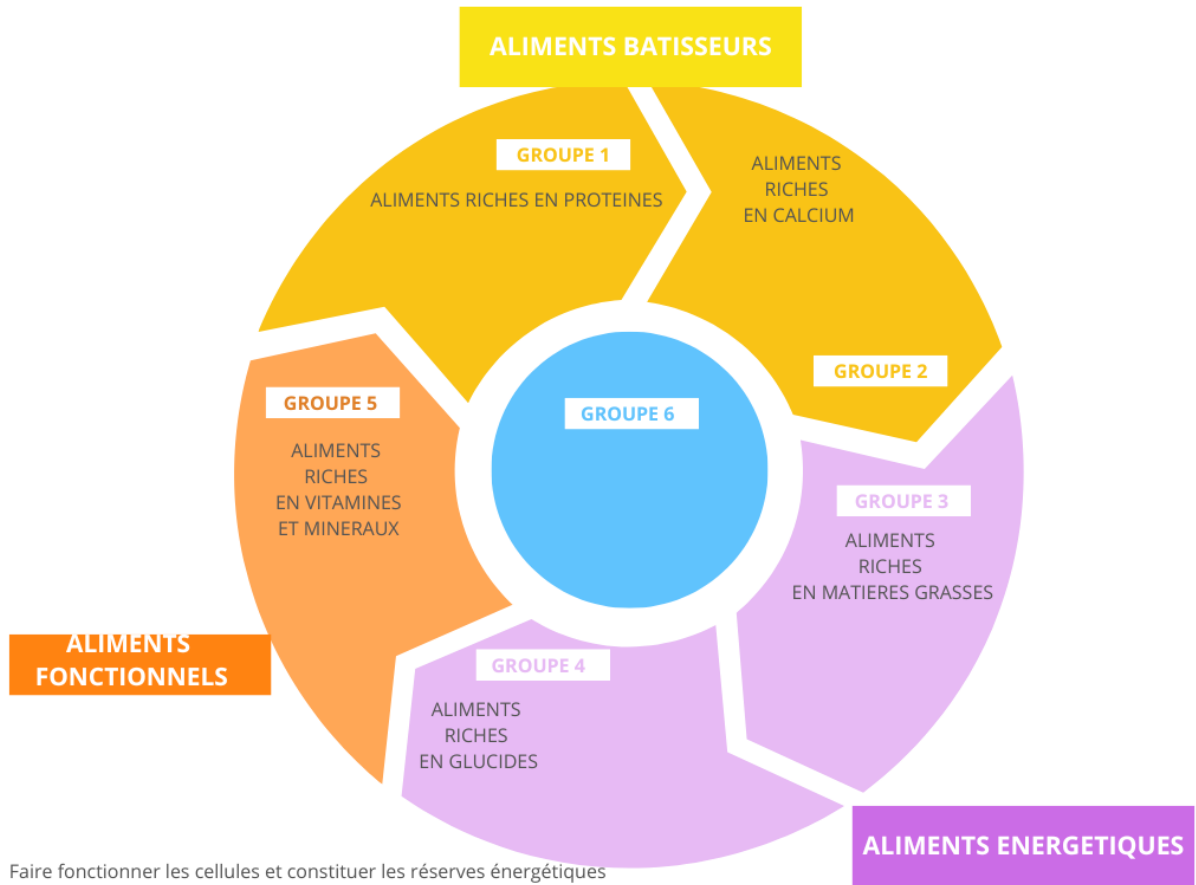 ALIMENTS BATISSEURS
GROUPE 1
ALIMENTS RICHES EN PROTEINES
ALIMENTS
RICHES
EN CALCIUM
GROUPE 2
GROUPE 5
ALIMENTS
RICHES
EN VITAMINES
ET MINERAUX
GROUPE 6
GROUPE 3
ALIMENTS
RICHES
EN MATIERES GRASSES
ALIMENTS
FONCTIONNELS
GROUPE 4
ALIMENTS
RICHES
EN GLUCIDES
ALIMENTS ENERGETIQUES
Faire fonctionner les cellules et constituer les réserves énergétiques